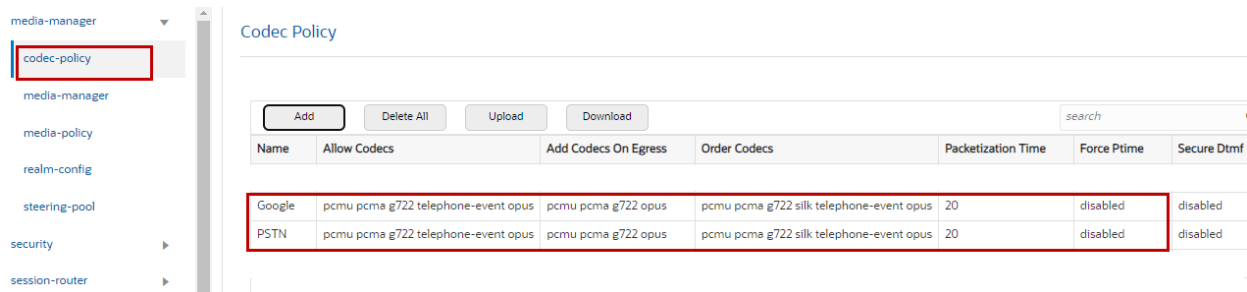 media-manager
codec-policy
media-manager
media-policy
realm-config
steering-pool
security
session-router
Codec Policy
Add Delete All Upload Download search
Name Allow Codecs Add Codecs On Egress Order Codecs Packetization Time Force Ptime Secure Dtmf
Google pcmu pcma g722 telephone-event opus pcmu pcma g722 opus pcmu pcma g722 silk telephone-event opus 20 disabled disabled
PSTN pcmu pcma g722 telephone-event opus pcmu pcma g722 opus pcmu pcma g722 silk telephone-event opus 20 disabled disabled